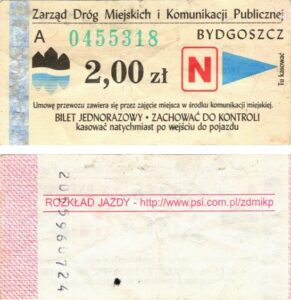 Zarząd Dróg Miejskich i Komunikacji Publicznej
A 0455318 BYDGOSZCZ
2,00 zł N
Tu kasować
Umowę przewozu zawiera się przez zajęcie miejsca w środku komunikacji miejskiej.
BILET JEDNORAZOWY - ZACHOWAĆ DO KONTROLI
kasować natychmiast po wejściu do pojazdu
ROZKŁAD JAZDY - http://www.psi.com.pl/zdmikp